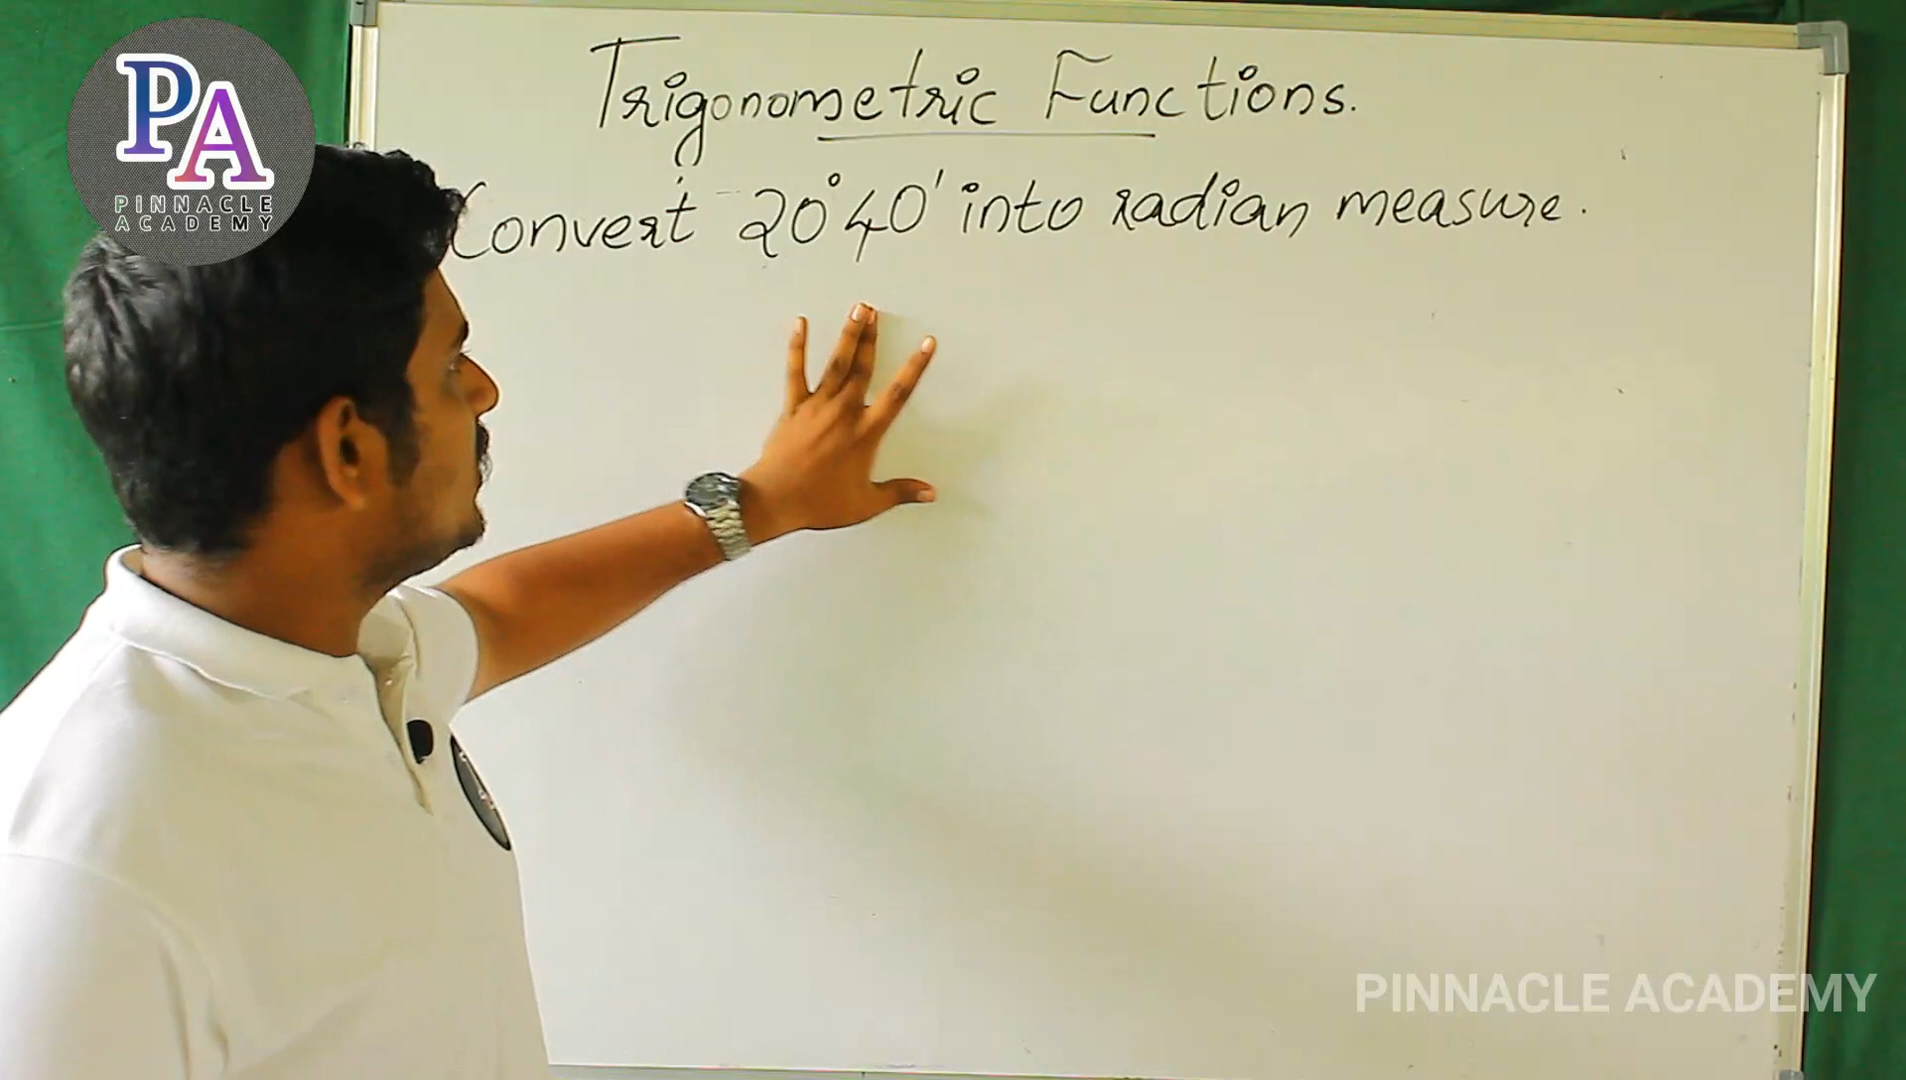 PA
PINNACLE
ACADEMY
Trigonometric Functions.
Convert 20°40' into radian measure.
PINNACLE ACADEMY